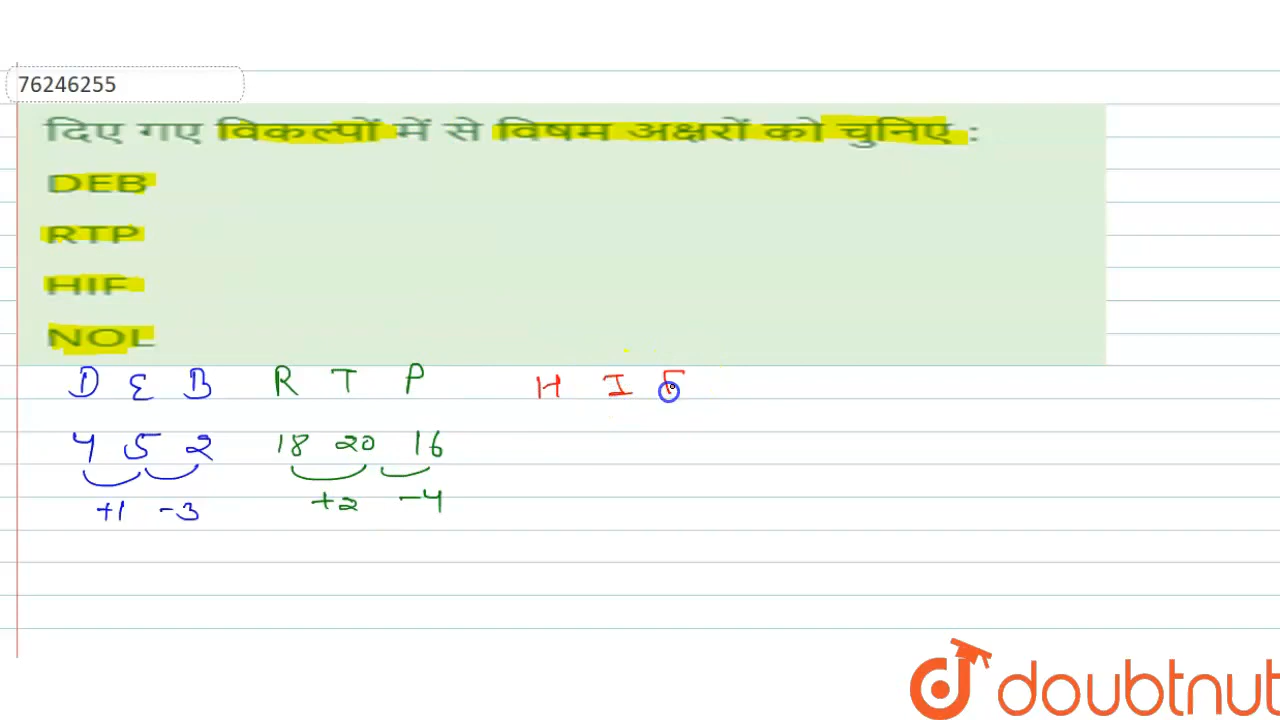 76246255
दिए गए विकल्पों में से विषम अक्षरों को चुनिए :
DEB
RTP
HIF
NOL
D E B R T P H I F
4 5 2 18 20 16
+1 -3 +2 -4
doubtnut